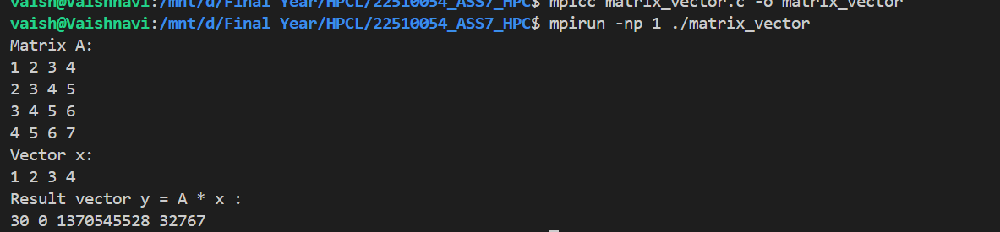 vaish@Vaishnavi:/mnt/d/Final Year/HPCL/22510054_ASS7_HPC$ mpicc matrix_vector.c -o matrix_vector
vaish@Vaishnavi:/mnt/d/Final Year/HPCL/22510054_ASS7_HPC$ mpirun -np 1 ./matrix_vector
Matrix A:
1 2 3 4
2 3 4 5
3 4 5 6
4 5 6 7
Vector x:
1 2 3 4
Result vector y = A * x :
30 0 1370545528 32767